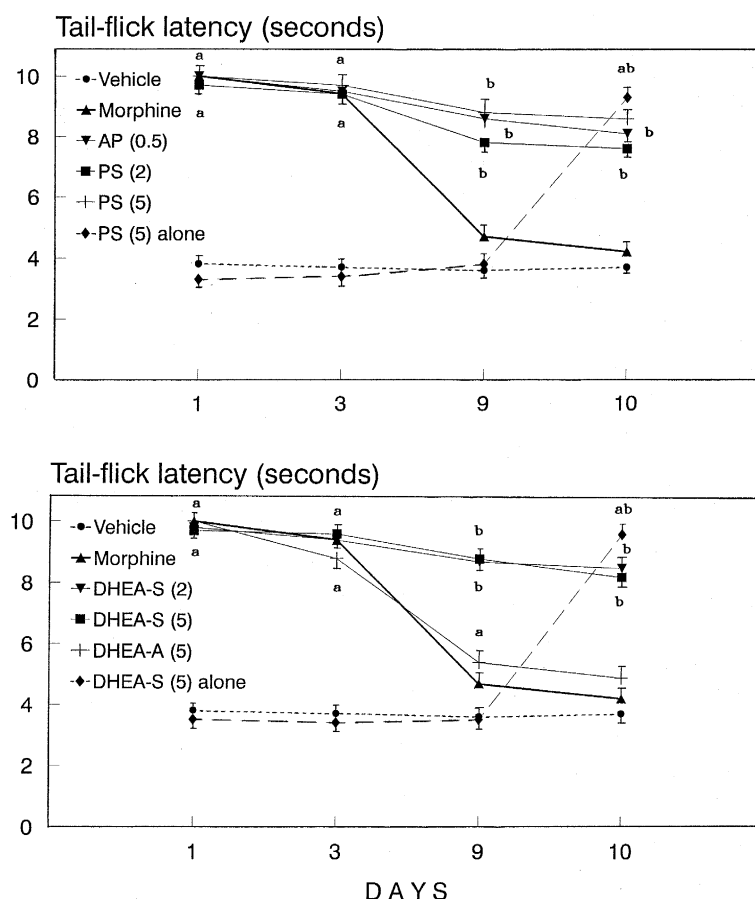 Tail-flick latency (seconds)
a a ab
10 b
Vehicle
Morphine
a a b b
8
AP (0.5)
PS (2) b b
6
PS (5)
PS (5) alone
4
2
0
1 3 9 10
Tail-flick latency (seconds)
a a ab
10
Vehicle b
b
Morphine
a
8
DHEA-S (2) a b b
DHEA-S (5)
6 a
DHEA-A (5)
DHEA-S (5) alone
4
2
0
1 3 9 10
DAYS